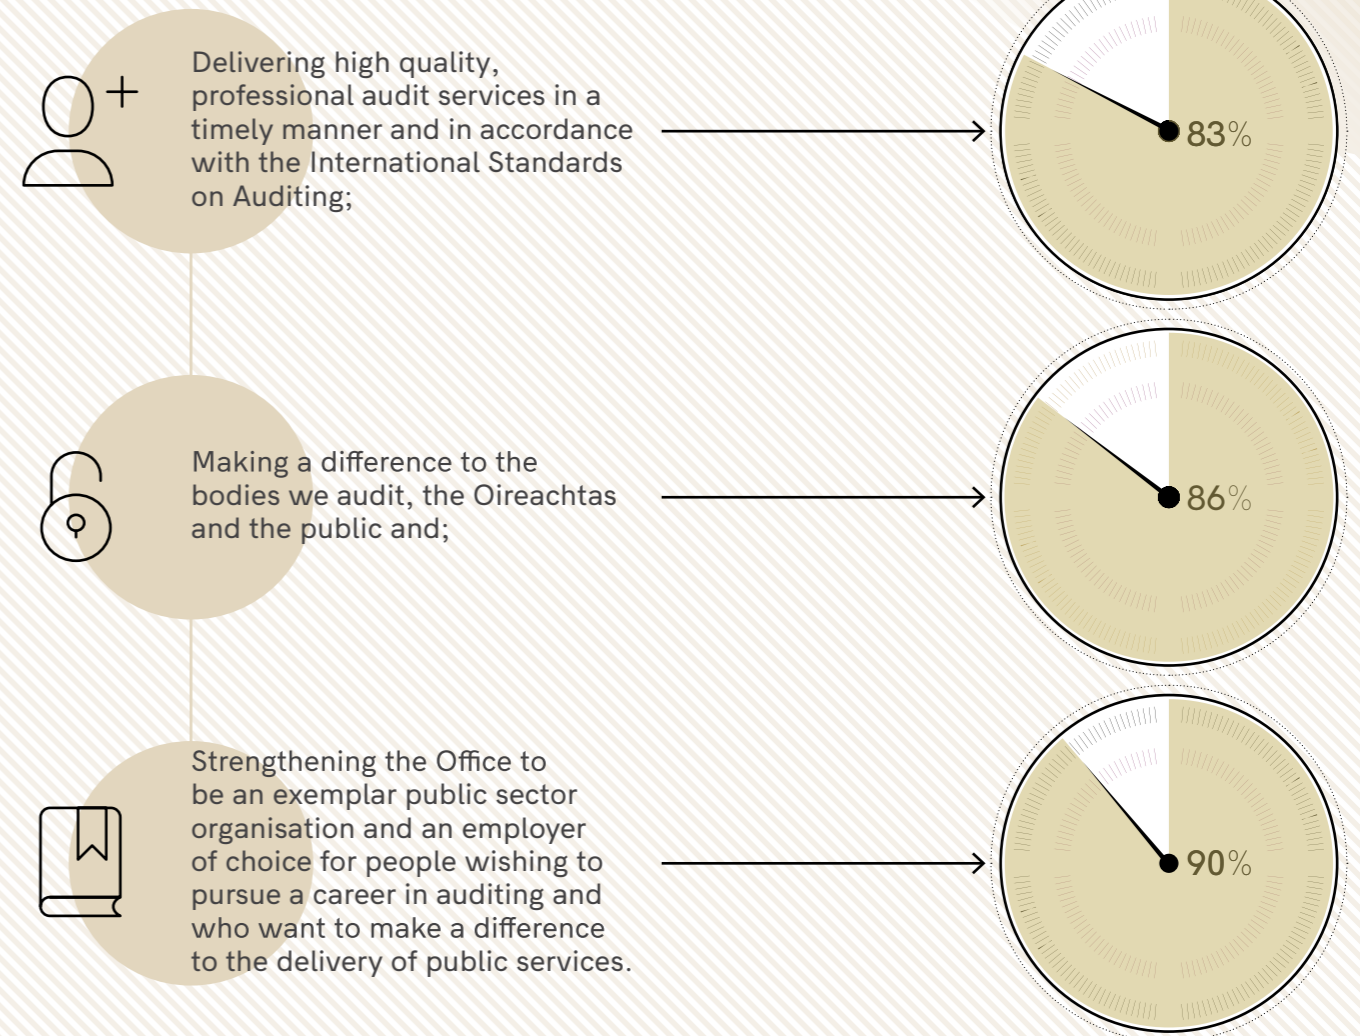 Delivering high quality,
professional audit services in a
timely manner and in accordance
with the International Standards
on Auditing;
83%
Making a difference to the
bodies we audit, the Oireachtas
and the public and;
86%
Strengthening the Office to
be an exemplar public sector
organisation and an employer
of choice for people wishing to
pursue a career in auditing and
who want to make a difference
to the delivery of public services.
90%